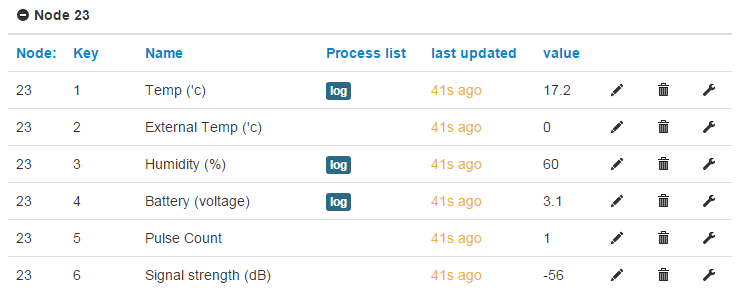 Node 23
Node: Key Name Process list last updated value
23 1 Temp ('c) log 41s ago 17.2
23 2 External Temp ('c) 41s ago 0
23 3 Humidity (%) log 41s ago 60
23 4 Battery (voltage) log 41s ago 3.1
23 5 Pulse Count 41s ago 1
23 6 Signal strength (dB) 41s ago -56